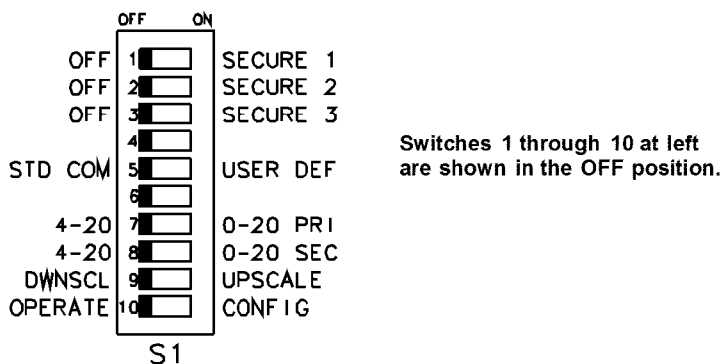 OFF ON
OFF 1 SECURE 1
OFF 2 SECURE 2
OFF 3 SECURE 3
4
STD COM 5 USER DEF
6
4-20 7 0-20 PRI
4-20 8 0-20 SEC
DWNSCL 9 UPSCALE
OPERATE 10 CONFIG
S1
Switches 1 through 10 at left
are shown in the OFF position.